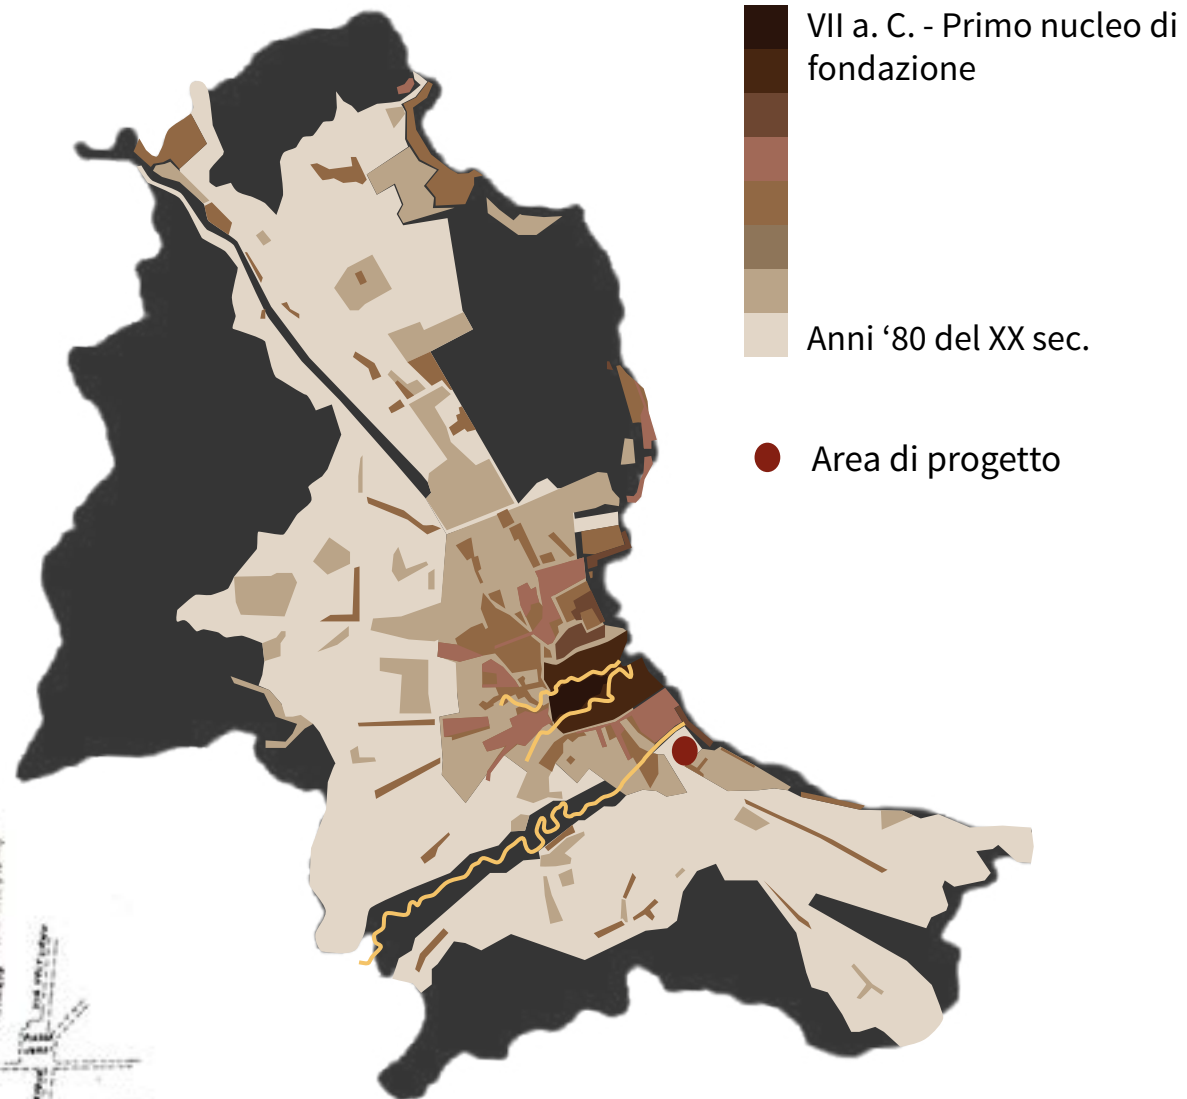 VII a. C. - Primo nucleo di
fondazione
Anni ‘80 del XX sec.
Area di progetto